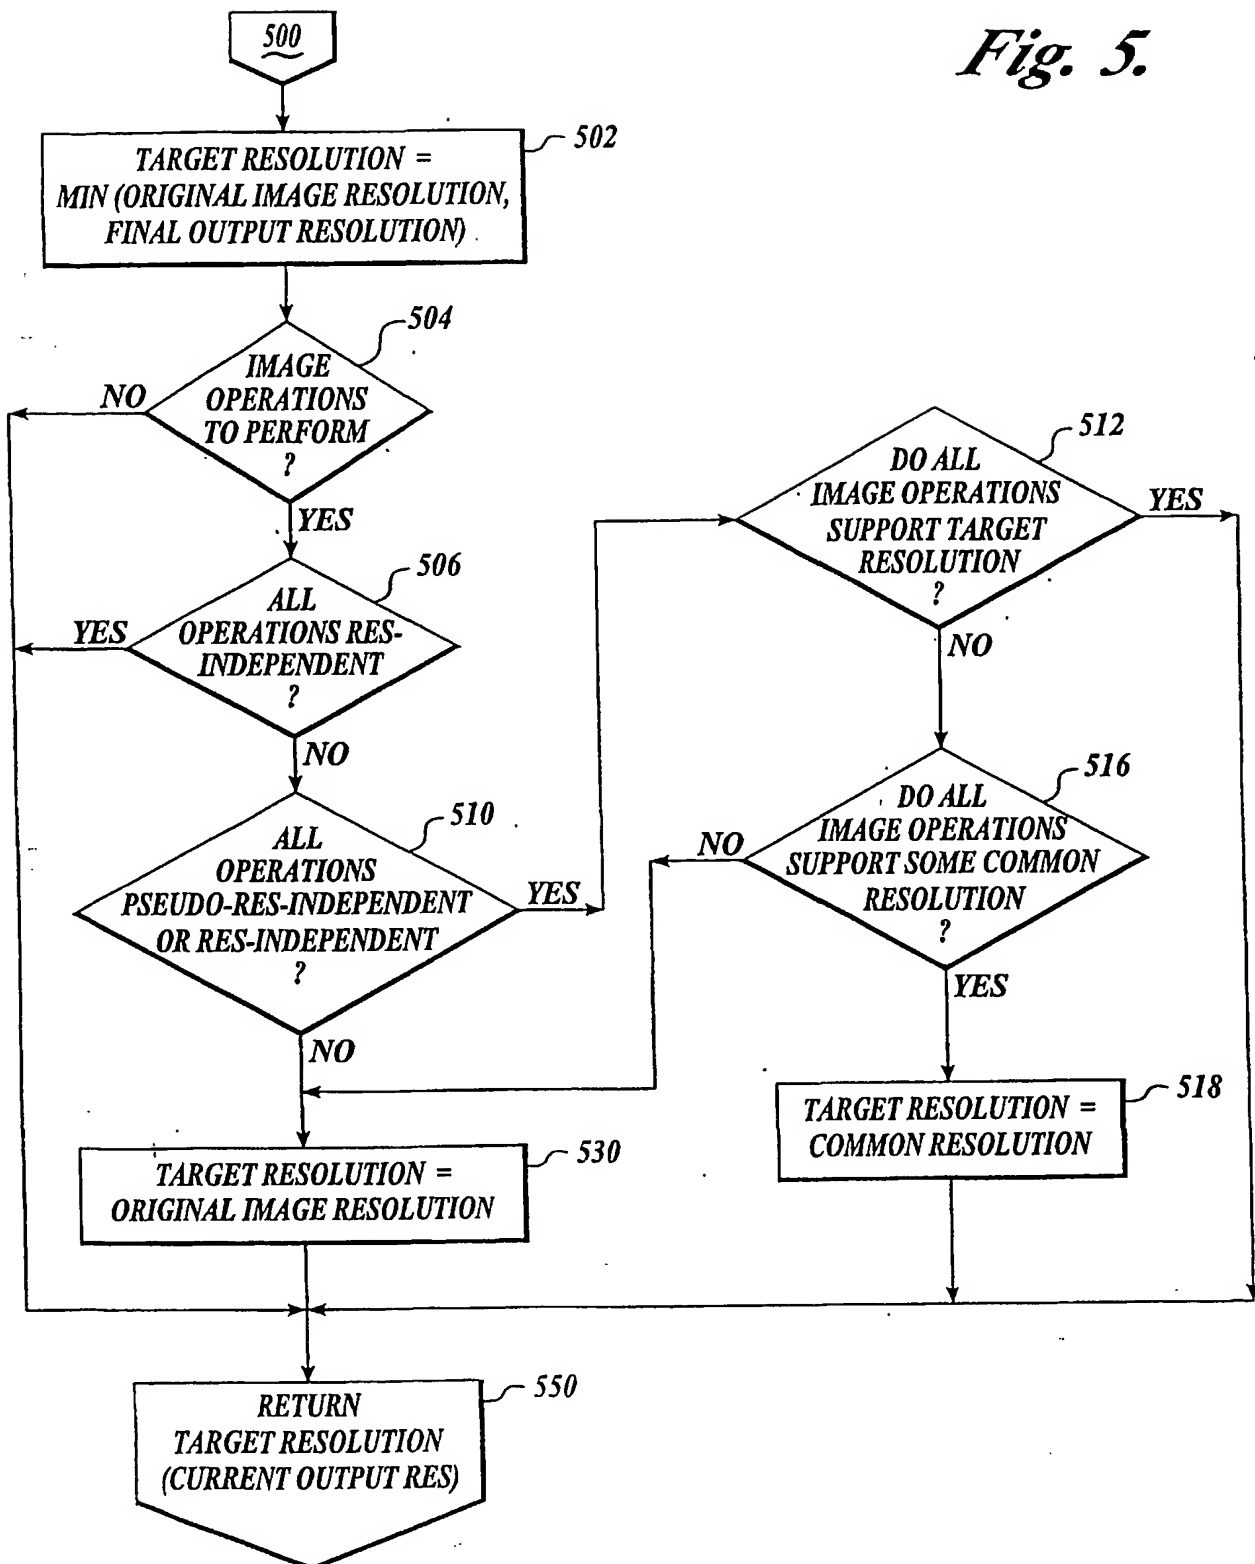 500
Fig. 5.
502
TARGET RESOLUTION =
MIN (ORIGINAL IMAGE RESOLUTION,
FINAL OUTPUT RESOLUTION)
504
IMAGE
OPERATIONS
TO PERFORM
?
NO
YES
506
ALL
OPERATIONS RES-
INDEPENDENT
?
YES
NO
510
ALL
OPERATIONS
PSEUDO-RES-INDEPENDENT
OR RES-INDEPENDENT
?
YES
NO
512
DO ALL
IMAGE OPERATIONS
SUPPORT TARGET
RESOLUTION
?
YES
NO
516
DO ALL
IMAGE OPERATIONS
SUPPORT SOME COMMON
RESOLUTION
?
NO
YES
518
TARGET RESOLUTION =
COMMON RESOLUTION
530
TARGET RESOLUTION =
ORIGINAL IMAGE RESOLUTION
550
RETURN
TARGET RESOLUTION
(CURRENT OUTPUT RES)